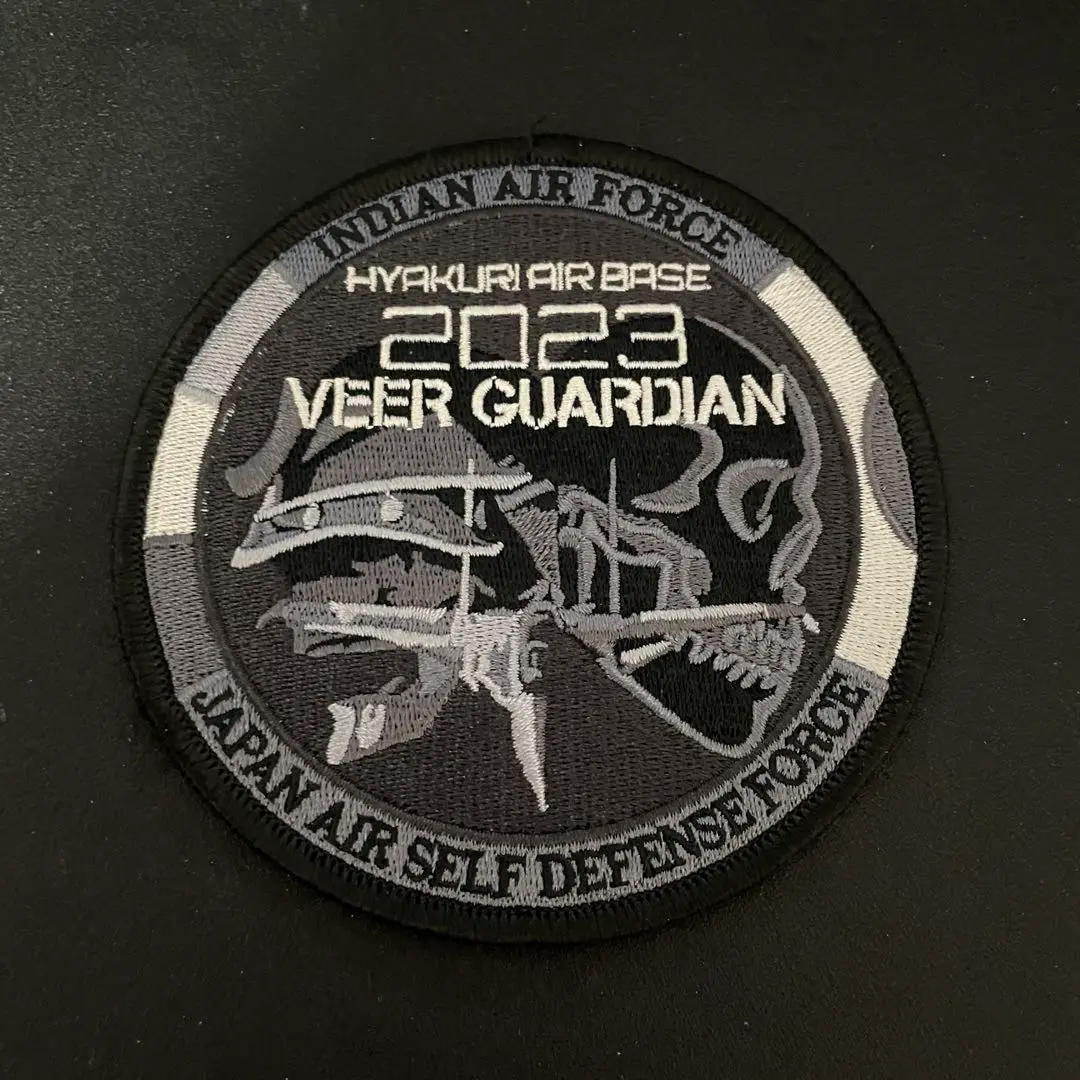 INDIAN AIR FORCE
HYAKURI AIR BASE
2023
VEER GUARDIAN
JAPAN AIR SELF DEFENSE FORCE